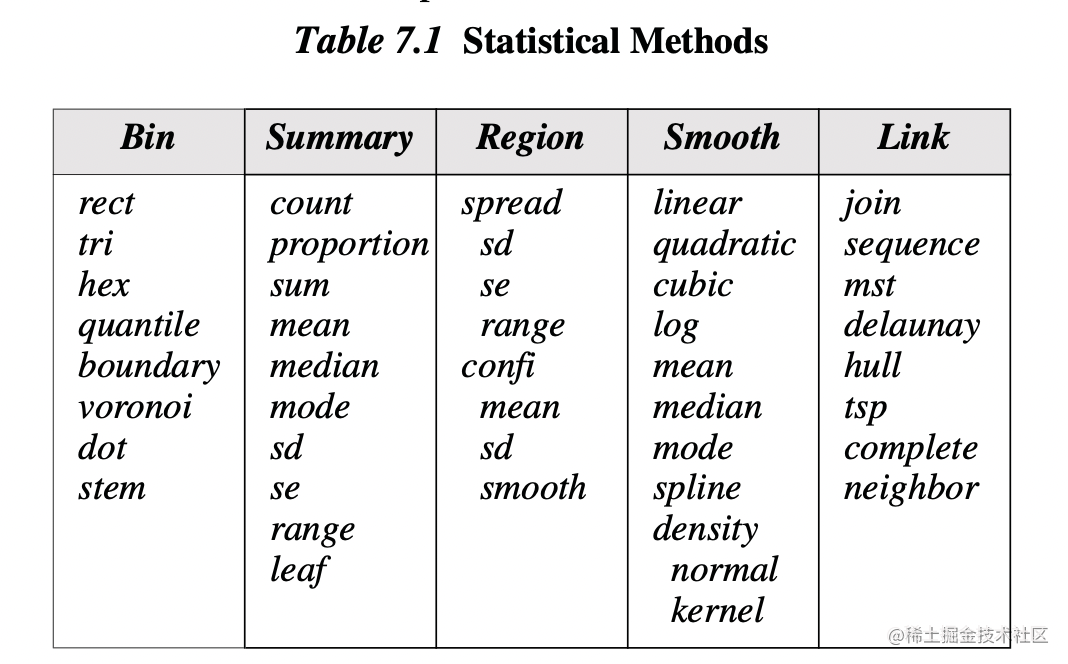 Table 7.1 Statistical Methods
Bin Summary Region Smooth Link
rect count spread linear join
tri proportion sd quadratic sequence
hex sum se cubic mst
quantile mean range log delaunay
boundary median confi mean hull
voronoi mode mean median tsp
dot sd sd mode complete
stem se smooth spline neighbor
range density
leaf normal
kernel
@稀土掘金技术社区